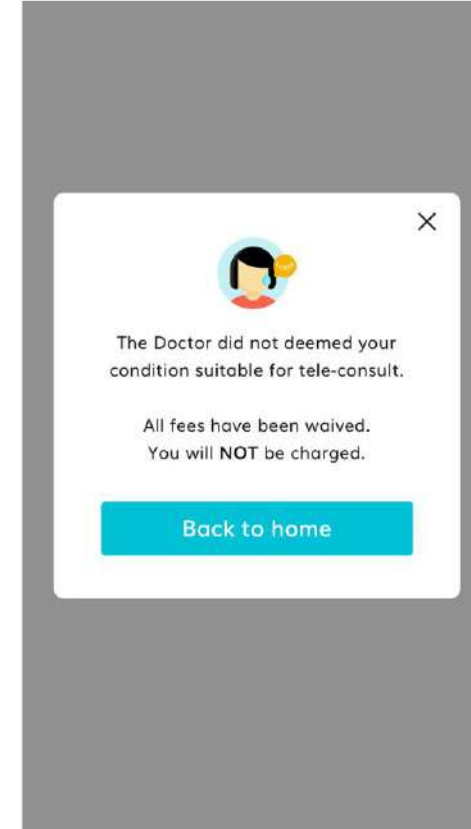 The Doctor did not deemed your
condition suitable for tele-consult.
All fees have been waived.
You will NOT be charged.
Back to home